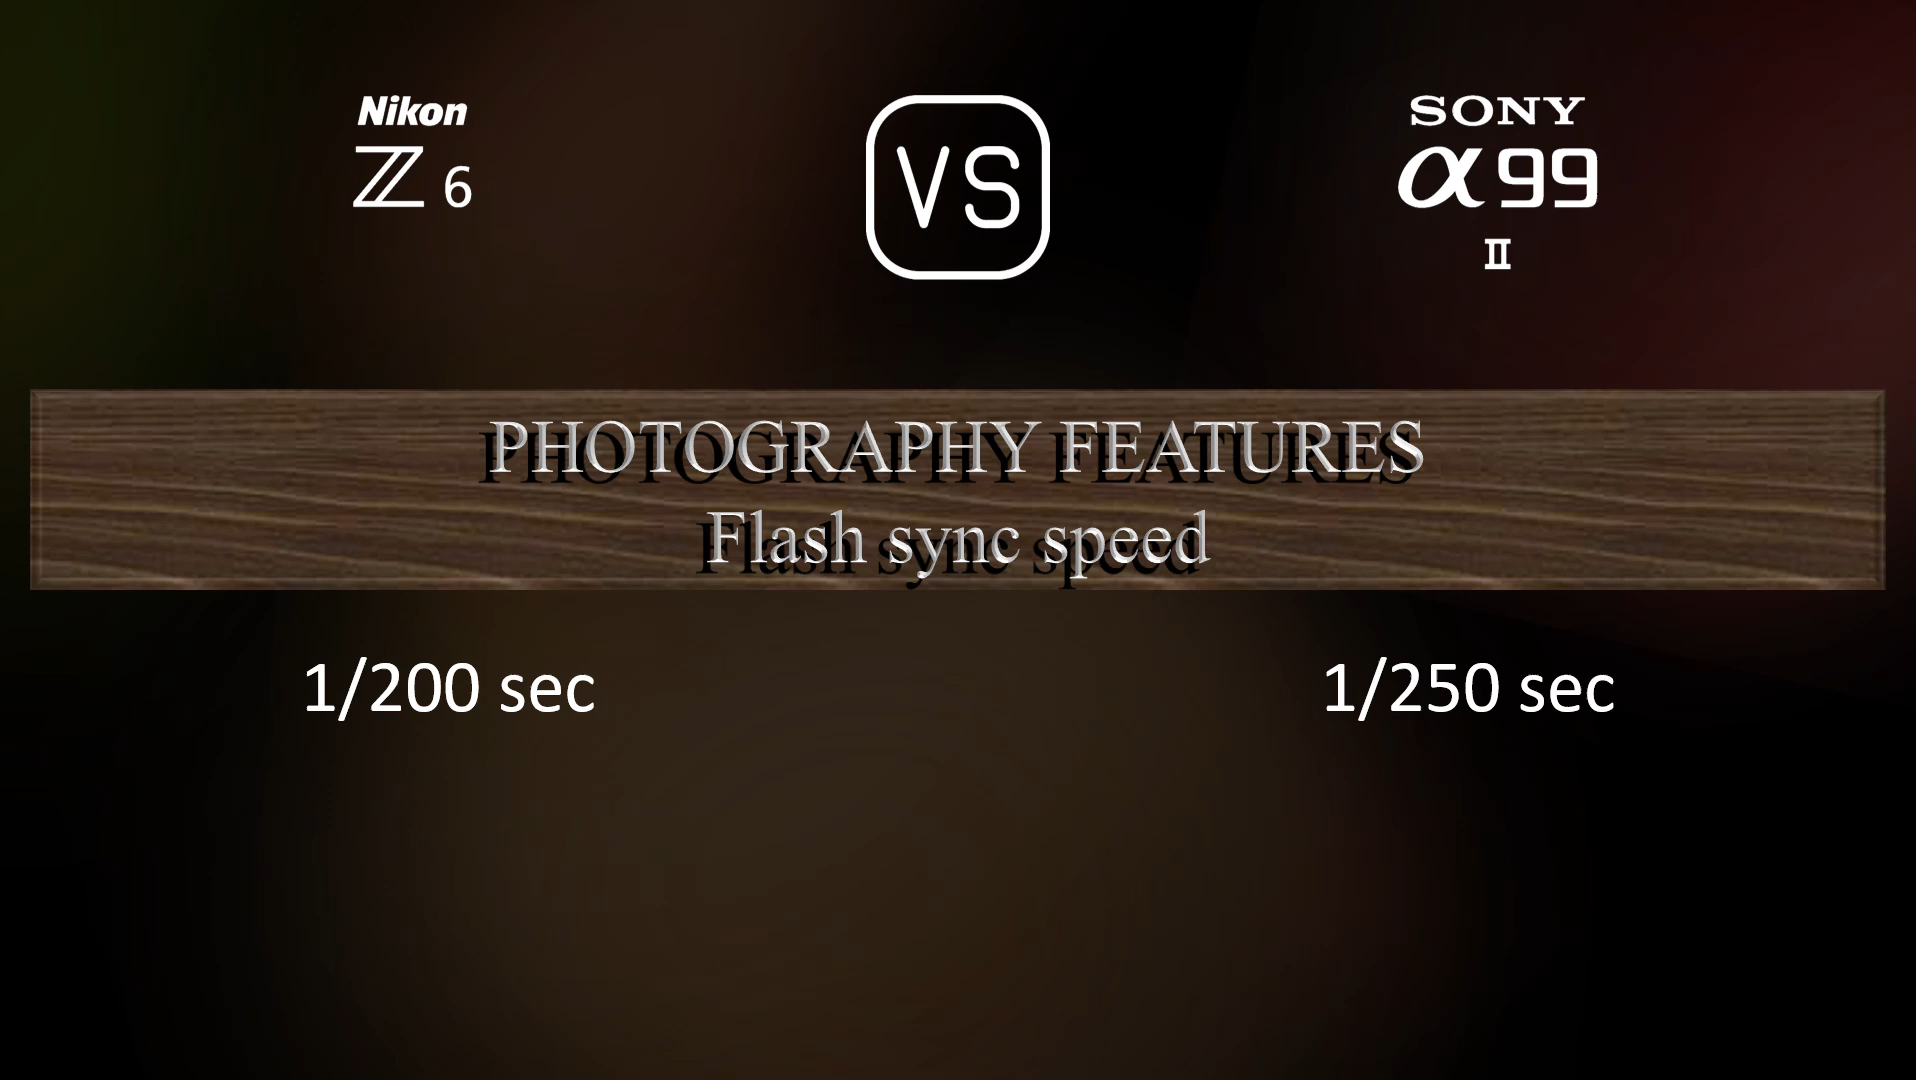 Nikon
Z 6
VS
SONY
α99
II
PHOTOGRAPHY FEATURES
Flash sync speed
1/200 sec
1/250 sec